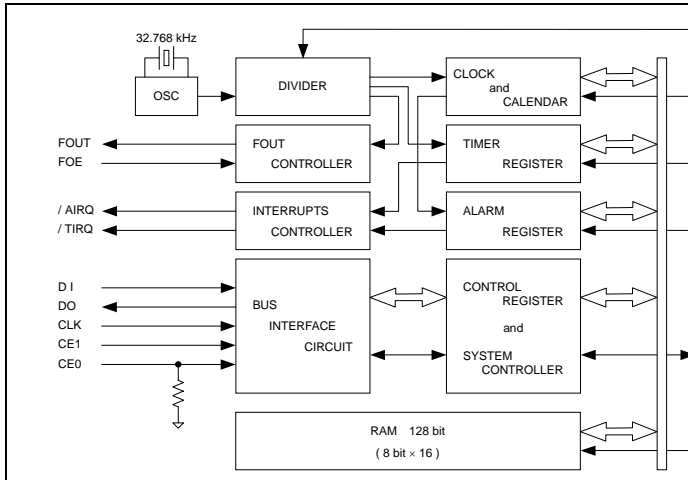 32.768 kHz
OSC
DIVIDER
CLOCK
and
CALENDAR
FOUT
FOE
FOUT
CONTROLLER
TIMER
REGISTER
/ AIRQ
/ TIRQ
INTERRUPTS
CONTROLLER
ALARM
REGISTER
D I
DO
CLK
CE1
CE0
BUS
INTERFACE
CIRCUIT
CONTROL
REGISTER
and
SYSTEM
CONTROLLER
RAM 128 bit
( 8 bit × 16 )